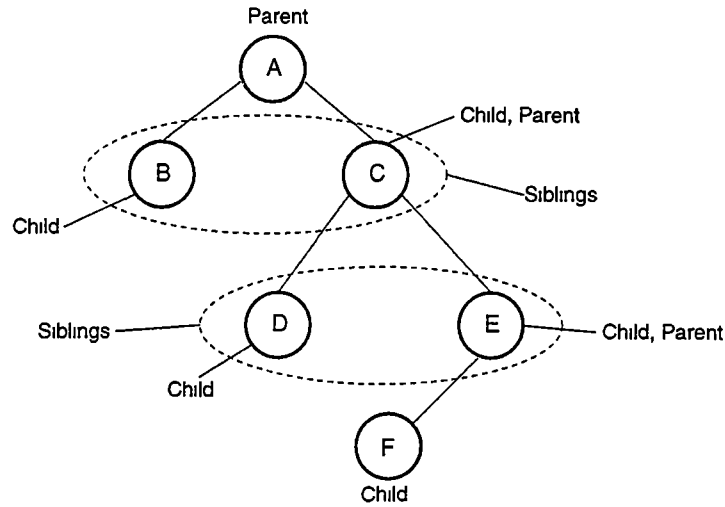 Parent
A
Child, Parent
B
C
Siblings
Child
D
E
Siblings
Child, Parent
Child
F
Child